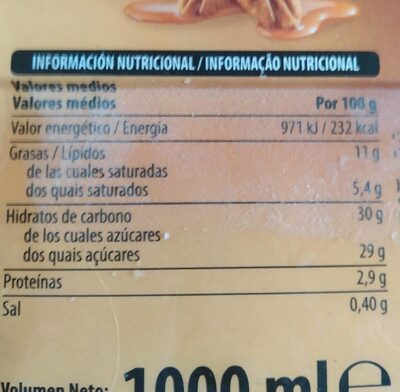 INFORMACIÓN NUTRICIONAL / INFORMAÇÃO NUTRICIONAL
Valores medios
Valores médios Por 100 g
Valor energético / Energia 971 kJ / 232 kcal
Grasas / Lípidos 11 g
de las cuales saturadas
dos quais saturados 5,4 g
Hidratos de carbono 30 g
de los cuales azúcares
dos quais açúcares 29 g
Proteínas 2,9 g
Sal 0,40 g
Volumen Neto: 1000 ml e